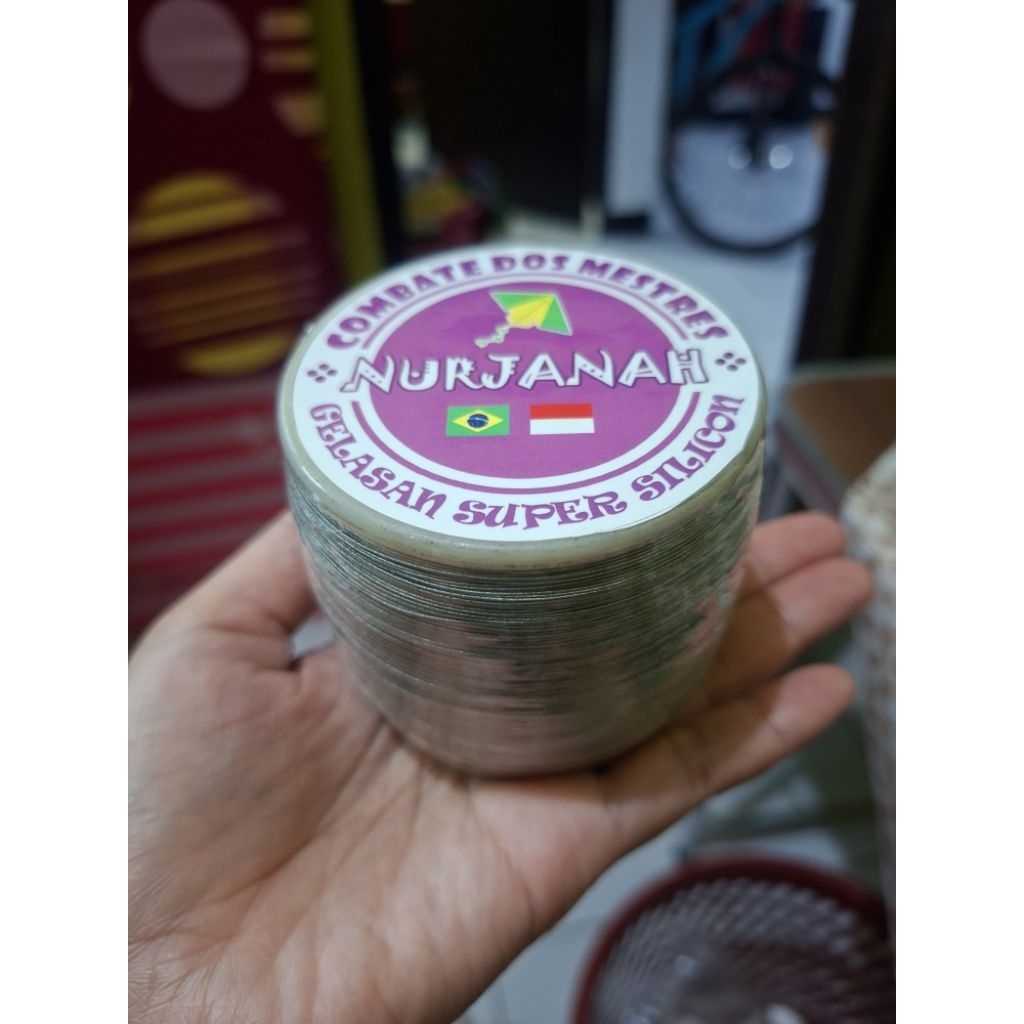 COMBATE DOS MESTRES
NURJANAH
GELASAN SUPER SILICON